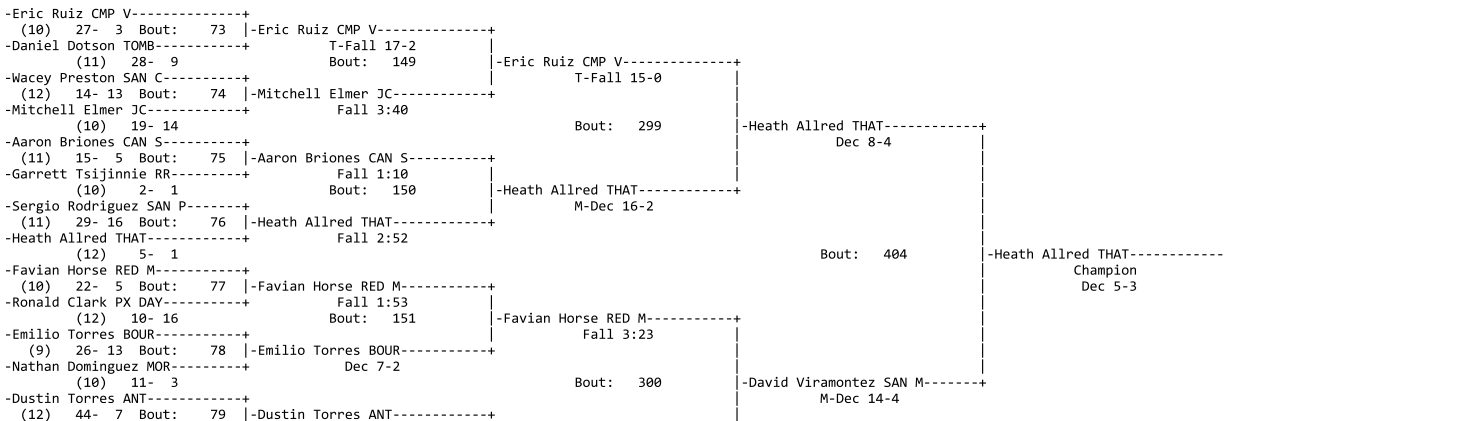 -Eric Ruiz CMP V---------------+
(10)   27-  3  Bout:    73  |-Eric Ruiz CMP V---------------+
-Daniel Dotson TOMB------------+          T-Fall 17-2         |
(11)   28-  9                   Bout:   149          |-Eric Ruiz CMP V---------------+
-Wacey Preston SAN C-----------+                              |          T-Fall 15-0         |
(12)   14- 13  Bout:    74  |-Mitchell Elmer JC-------------+                              |
-Mitchell Elmer JC-------------+           Fall 3:40                                         |
(10)   19- 14                                                  Bout:   299          |-Heath Allred THAT------------+
-Aaron Briones CAN S-----------+                                                             |            Dec 8-4           |
(11)   15-  5  Bout:    75  |-Aaron Briones CAN S-----------+                              |                              |
-Garrett Tsijinnie RR----------+           Fall 1:10          |                              |                              |
(10)    2-  1                   Bout:   150          |-Heath Allred THAT-------------+                              |
-Sergio Rodriguez SAN P--------+                              |          M-Dec 16-2                                         |
(11)   29- 16  Bout:    76  |-Heath Allred THAT-------------+                                                             |
-Heath Allred THAT-------------+           Fall 2:52                                                                        |
(12)    5-  1                                                                                 Bout:   404          |-Heath Allred THAT------------
-Favian Horse RED M------------+                                                                                            |           Champion
(10)   22-  5  Bout:    77  |-Favian Horse RED M------------+                                                             |            Dec 5-3
-Ronald Clark PX DAY-----------+           Fall 1:53          |                                                             |
(12)   10- 16                   Bout:   151          |-Favian Horse RED M------------+                              |
-Emilio Torres BOUR------------+                              |           Fall 3:23          |                              |
(9)   26- 13  Bout:    78  |-Emilio Torres BOUR------------+                              |                              |
-Nathan Dominguez MOR----------+            Dec 7-2                                          |                              |
(10)   11-  3                                                  Bout:   300          |-David Viramontez SAN M-------+
-Dustin Torres ANT-------------+                                                             |          M-Dec 14-4
(12)   44-  7  Bout:    79  |-Dustin Torres ANT-------------+                              |